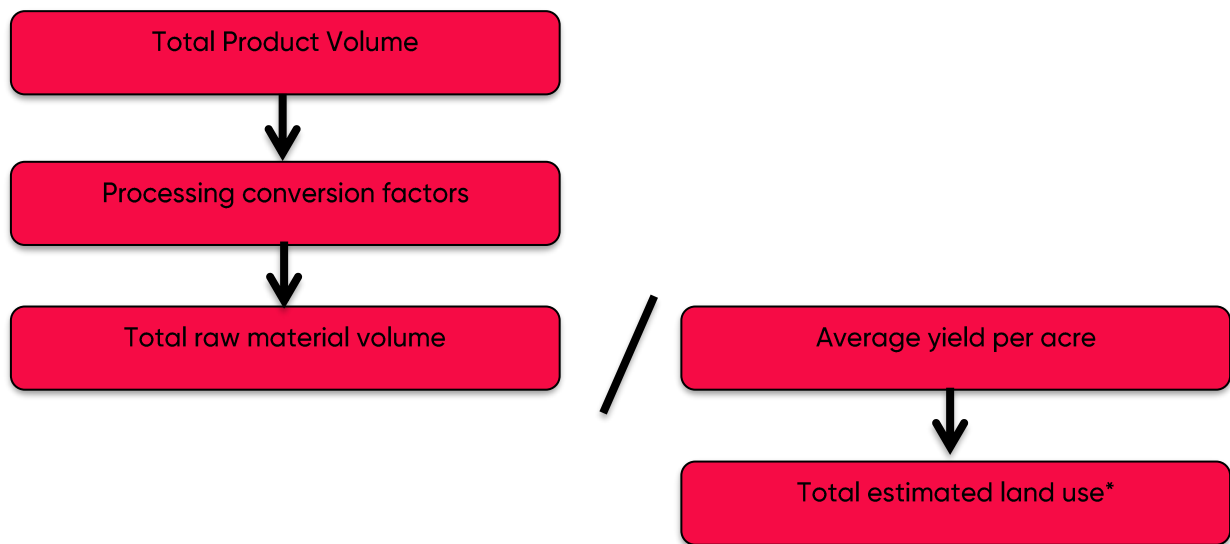 Total Product Volume
Processing conversion factors
Total raw material volume
Average yield per acre
Total estimated land use*